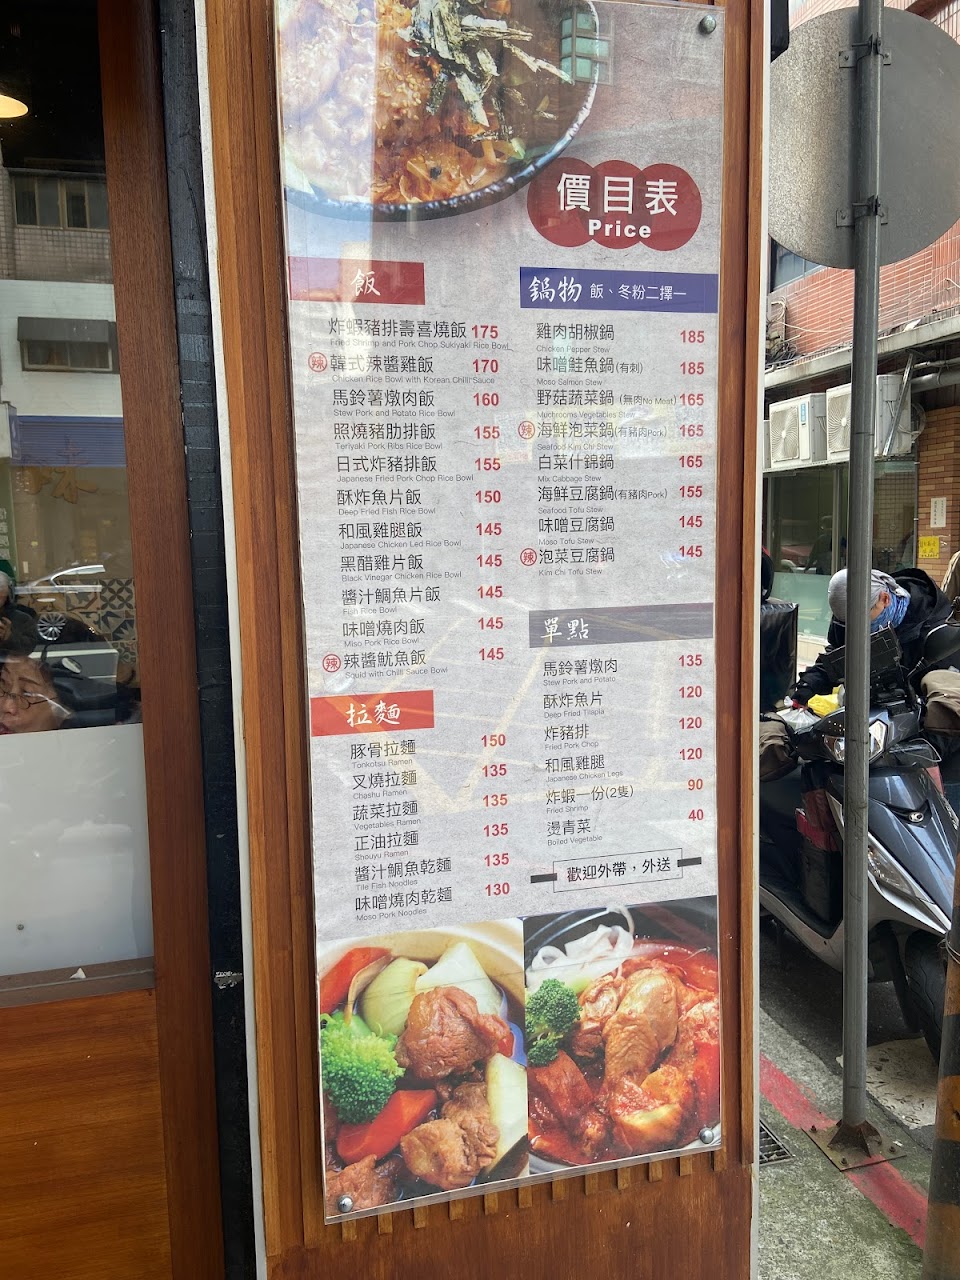 價目表
Price
飯
炸蝦豬排壽喜燒飯 175
Fried Shrimp and Pork Chop Sukiyaki Rice Bowl
辣 韓式辣醬雞飯 170
Chicken Rice Bowl with Korean Chilli Sauce
馬鈴薯燉肉飯 160
Stew Pork and Potato Rice Bowl
照燒豬肋排飯 155
Teriyaki Pork Ribs Rice Bowl
日式炸豬排飯 155
Japanese Fried Pork Chop Rice Bowl
酥炸魚片飯 150
Deep Fried Fish Rice Bowl
和風雞腿飯 145
Japanese Chicken Led Rice Bowl
黑醋雞片飯 145
Black Vinegar Chicken Rice Bowl
醬汁鯛魚片飯 145
Fish Rice Bowl
味噌燒肉飯 145
Miso Pork Rice Bowl
辣 辣醬魷魚飯 145
Squid with Chilli Sauce Bowl
拉麵
豚骨拉麵 150
Tonkotsu Ramen
叉燒拉麵 135
Chashu Ramen
蔬菜拉麵 135
Vegetables Ramen
正油拉麵 135
Shouyu Ramen
醬汁鯛魚乾麵 135
Tile Fish Noodles
味噌燒肉乾麵 130
Moso Pork Noodles
鍋物 飯、冬粉二擇一
雞肉胡椒鍋 185
Chicken Pepper Stew
味噌鮭魚鍋(有刺) 185
Moso Salmon Stew
野菇蔬菜鍋(無肉No Meat) 165
Muchrooms Vegetables Stew
辣 海鮮泡菜鍋(有豬肉Pork) 165
Seafood Kim Chi Stew
白菜什錦鍋 165
Mix Cabbage Stew
海鮮豆腐鍋(有豬肉Pork) 155
Seafood Tofu Stew
味噌豆腐鍋 145
Moso Tofu Stew
辣 泡菜豆腐鍋 145
Kim Chi Tofu Stew
單點
馬鈴薯燉肉 135
Stew Pork and Potato
酥炸魚片 120
Deep Fried Tilapia
炸豬排 120
Fried Pork Chop
和風雞腿 120
Japanese Chicken Legs
炸蝦一份(2隻) 90
Fried Shrimp
燙青菜 40
Boiled Vegetable
歡迎外帶，外送